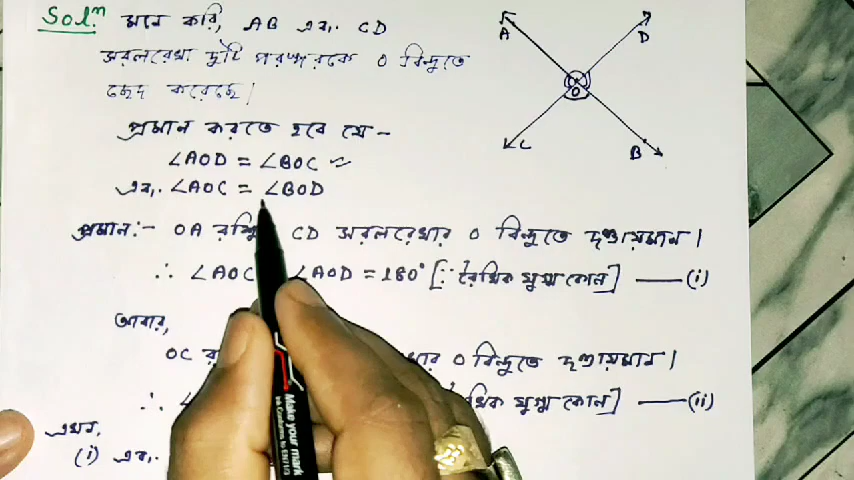 Solⁿ মনে করি, AB এবং CD
সরলরেখা দুটি পরস্পরকে O বিন্দুতে
ছেদ করেছে।
প্রমান করতে হবে যে-
∠AOD = ∠BOC
এবং ∠AOC = ∠BOD
প্রমান:- OA রশ্মি CD সরলরেখার O বিন্দুতে দণ্ডায়মান।
∴ ∠AOC ∠AOD = 180° [∵ রৈখিক যুগ্ম কোন] —(i)
আবার,
OC O বিন্দুতে দণ্ডায়মান।
∴ যুগ্ম কোন] —(ii)
এখন,
(i) এবং
A
D
O
C
B
Make your mark